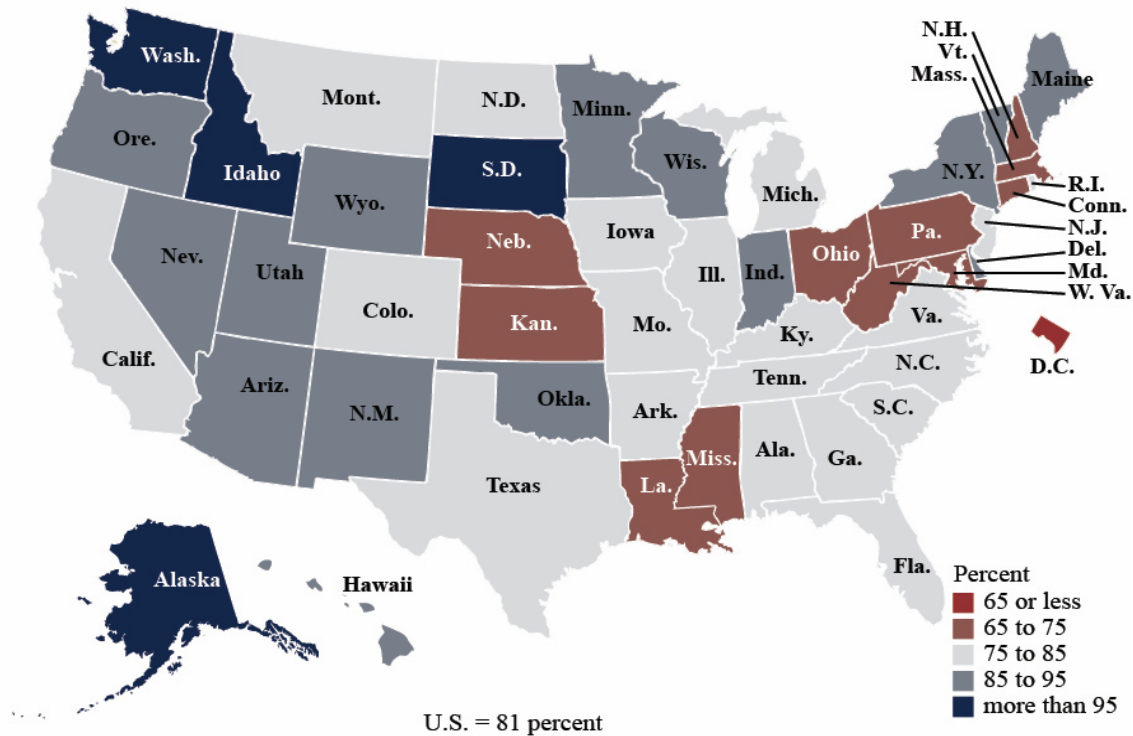 N.H.
Vt.
Mass.
Maine
Wash.
Mont.
N.D.
Minn.
Ore.
Idaho
S.D.
Wis.
N.Y.
Wyo.
Mich.
R.I.
Conn.
N.J.
Del.
Md.
W. Va.
Neb.
Iowa
Ohio
Pa.
Nev.
Utah
Colo.
Ill.
Ind.
Kan.
Mo.
Ky.
Va.
D.C.
Calif.
Ariz.
N.M.
Okla.
Ark.
Tenn.
N.C.
S.C.
Texas
La.
Miss.
Ala.
Ga.
Fla.
Alaska
Hawaii
Percent
65 or less
65 to 75
75 to 85
85 to 95
more than 95
U.S. = 81 percent